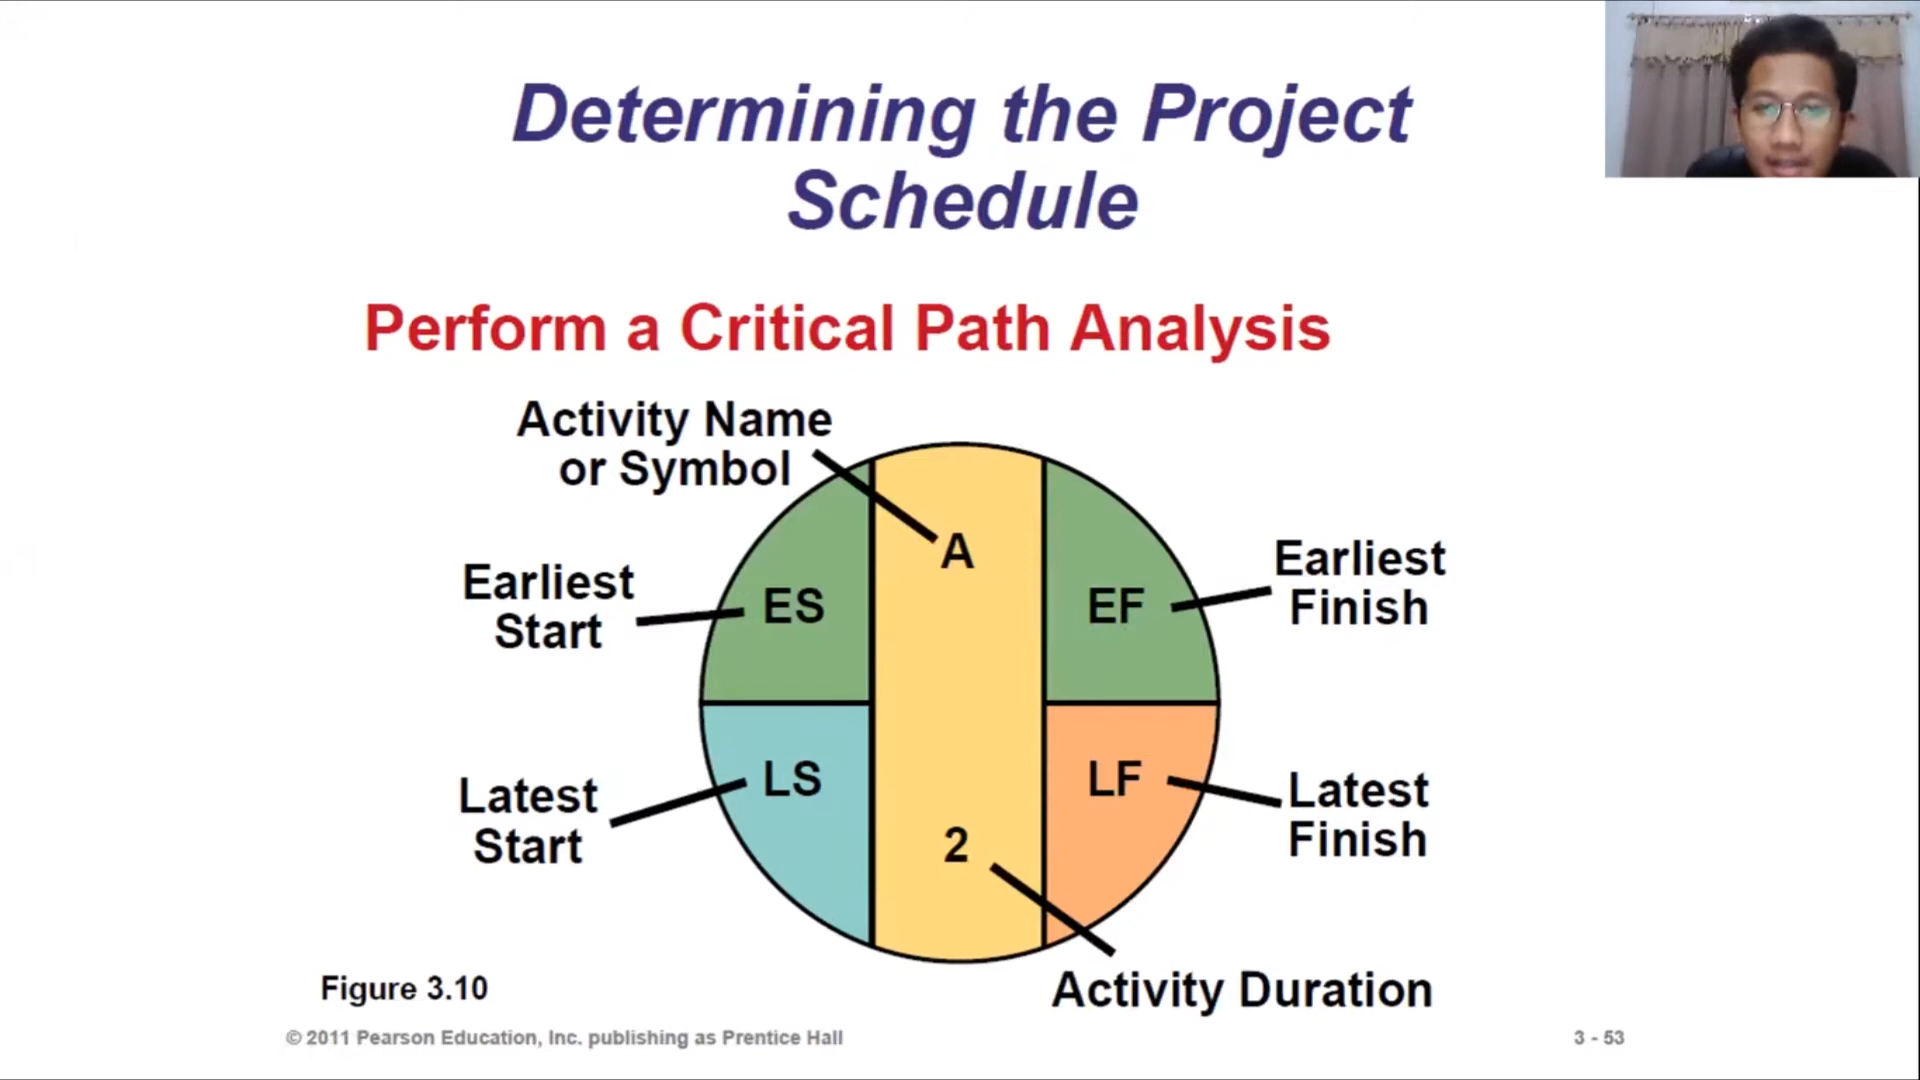 Determining the Project
Schedule
Perform a Critical Path Analysis
Activity Name
or Symbol
A
Earliest
Start
ES
EF
Earliest
Finish
Latest
Start
LS
LF
Latest
Finish
2
Activity Duration
Figure 3.10
© 2011 Pearson Education, Inc. publishing as Prentice Hall
3 - 53